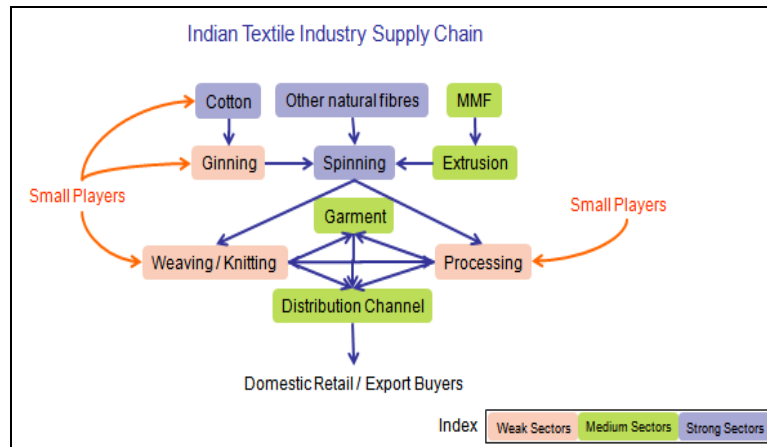 Indian Textile Industry Supply Chain
Cotton
Other natural fibres
MMF
Ginning
Spinning
Extrusion
Small Players
Garment
Small Players
Weaving / Knitting
Processing
Distribution Channel
Domestic Retail / Export Buyers
Index
Weak Sectors
Medium Sectors
Strong Sectors